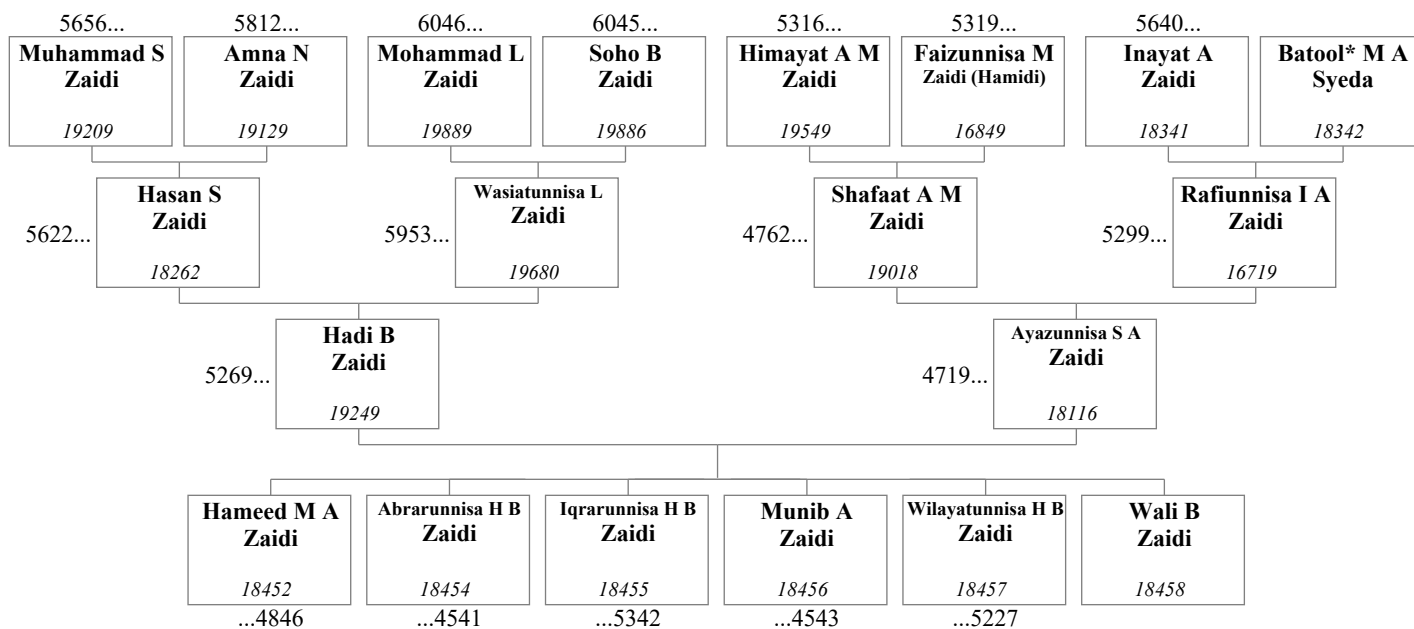 5656... 5812... 6046... 6045... 5316... 5319... 5640...
Muhammad S Amna N Mohammad L Soho B Himayat A M Faizunnisa M Inayat A Batool* M A
Zaidi Zaidi Zaidi Zaidi Zaidi Zaidi (Hamidi) Zaidi Syeda
19209 19129 19889 19886 19549 16849 18341 18342
Hasan S Wasiatunnisa L Shafaat A M Rafiunnisa I A
Zaidi Zaidi Zaidi Zaidi
5622... 5953... 4762... 5299...
18262 19680 19018 16719
Hadi B Ayazunnisa S A
Zaidi Zaidi
5269... 4719...
19249 18116
Hameed M A Abrarunnisa H B Iqrarunnisa H B Munib A Wilayatunnisa H B Wali B
Zaidi Zaidi Zaidi Zaidi Zaidi Zaidi
18452 18454 18455 18456 18457 18458
...4846 ...4541 ...5342 ...4543 ...5227